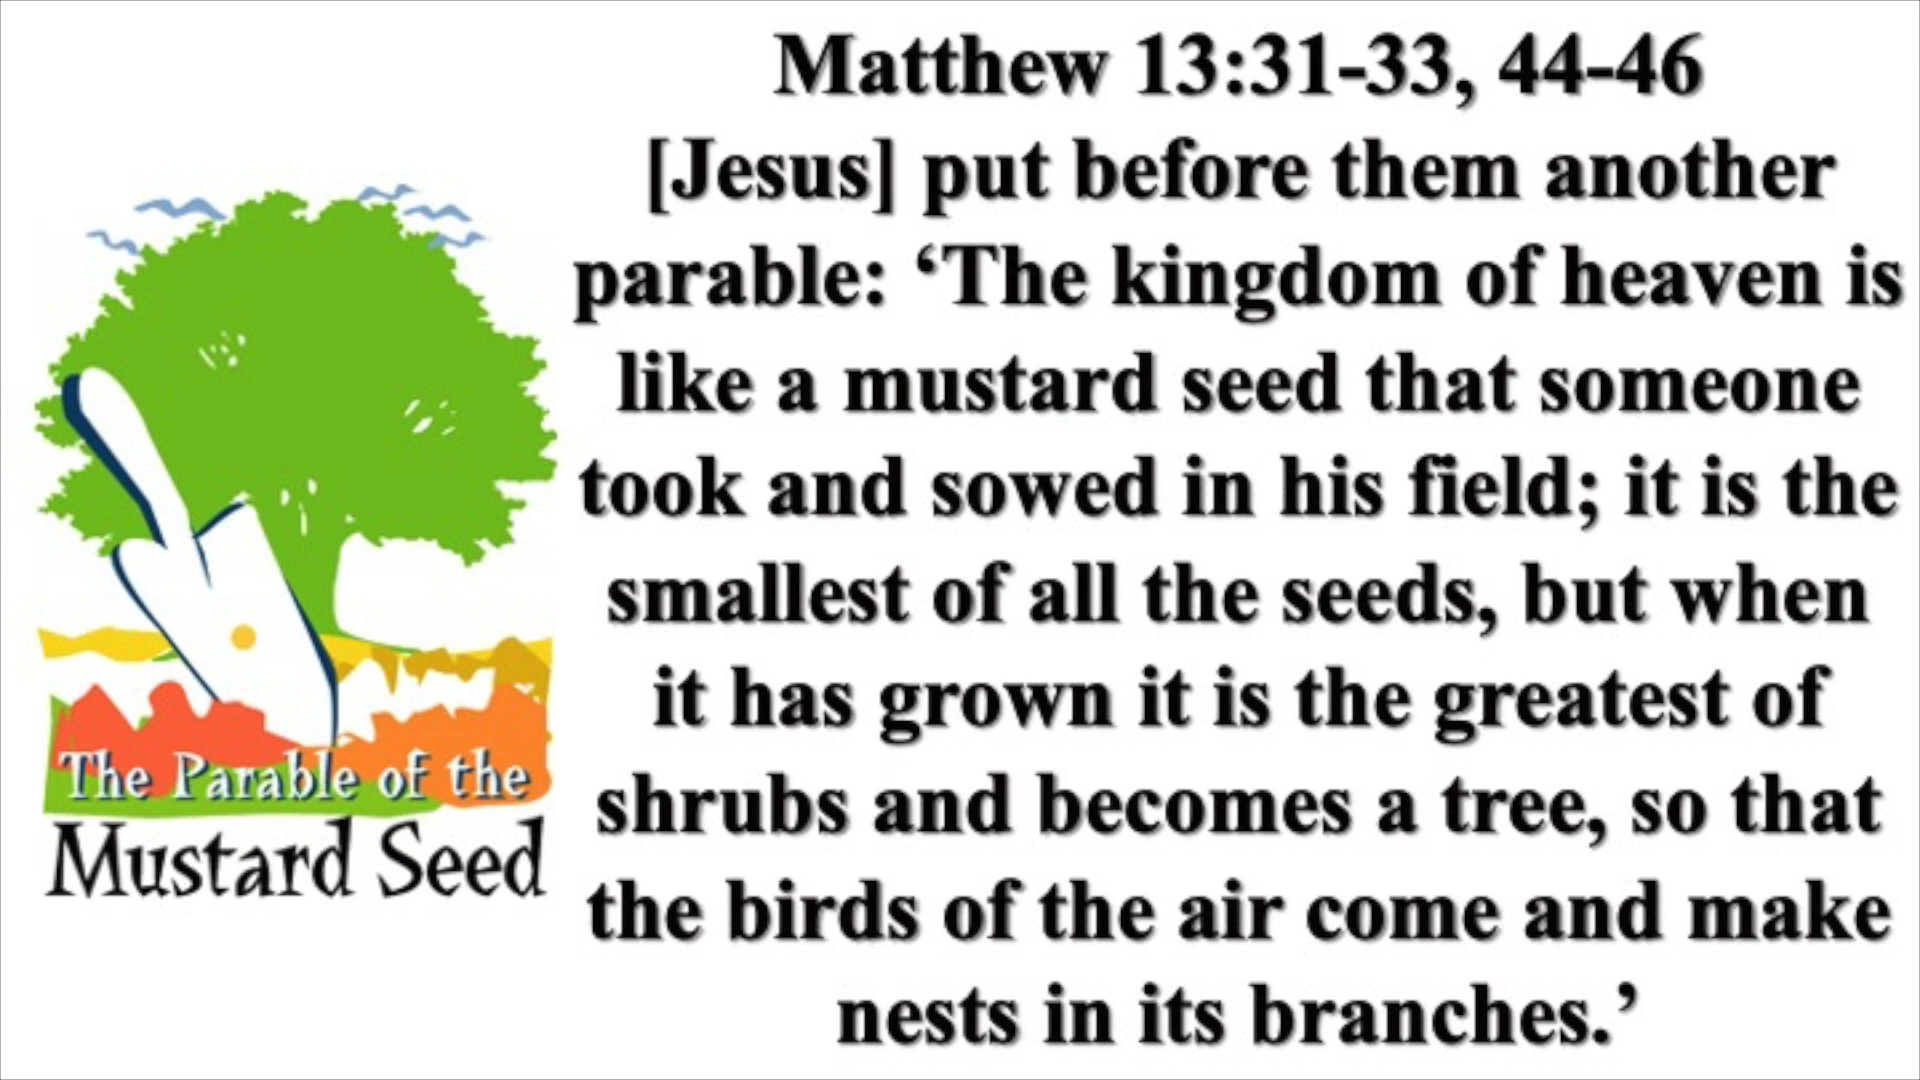 Matthew 13:31-33, 44-46
[Jesus] put before them another
parable: ‘The kingdom of heaven is
like a mustard seed that someone
took and sowed in his field; it is the
smallest of all the seeds, but when
it has grown it is the greatest of
shrubs and becomes a tree, so that
the birds of the air come and make
nests in its branches.’
The Parable of the
Mustard Seed